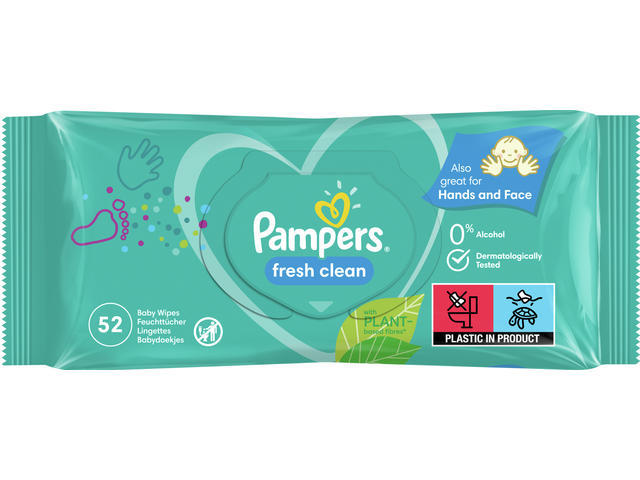 Also
great for
Hands and Face
Pampers®
fresh clean
0% Alcohol
Dermatologically
Tested
52
Baby Wipes
Feuchttücher
Lingettes
Babydoekjes
with
PLANT-
based fibres*
PLASTIC IN PRODUCT